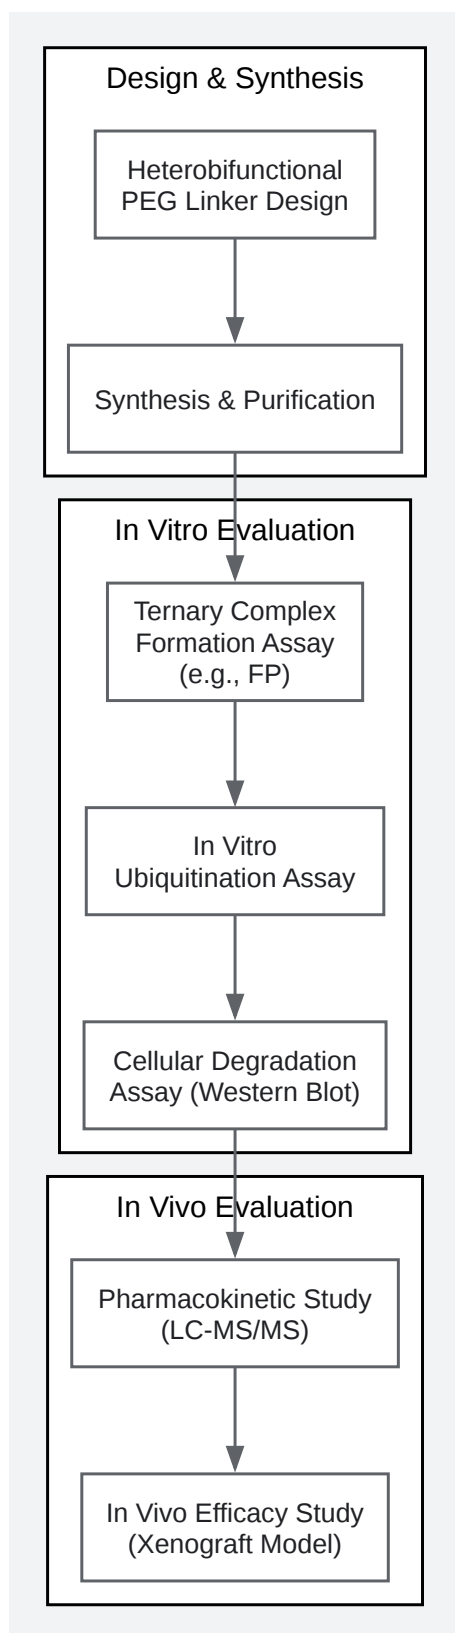 Design & Synthesis
Heterobifunctional
PEG Linker Design
Synthesis & Purification
In Vitro Evaluation
Ternary Complex
Formation Assay
(e.g., FP)
In Vitro
Ubiquitination Assay
Cellular Degradation
Assay (Western Blot)
In Vivo Evaluation
Pharmacokinetic Study
(LC-MS/MS)
In Vivo Efficacy Study
(Xenograft Model)